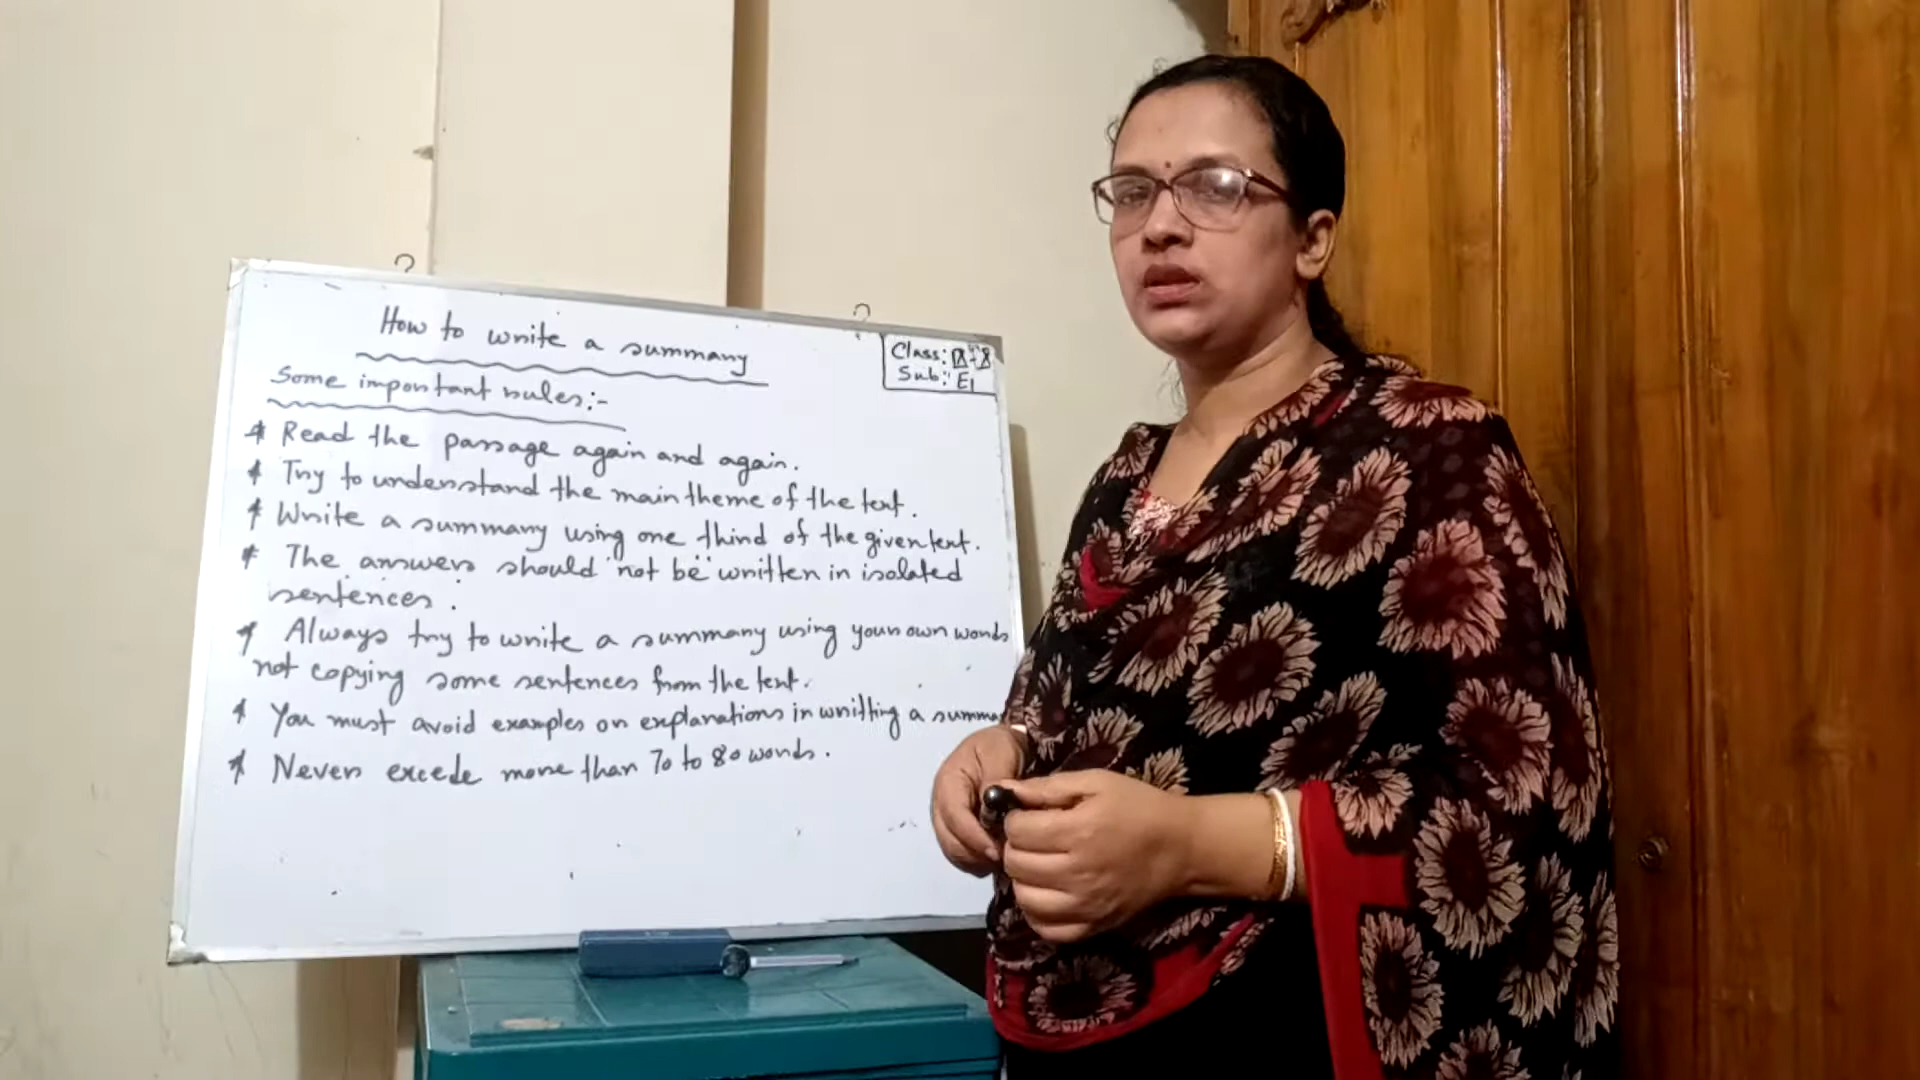 How to write a summary
Class: IX-X
Sub: E1
Some important rules:-
* Read the passage again and again.
* Try to understand the main theme of the text.
* Write a summary using one third of the given text.
* The answers should not be written in isolated
sentences.
* Always try to write a summary using your own words
not copying some sentences from the text.
* You must avoid examples or explanations in writting a summa
* Never excede more than 70 to 80 words.